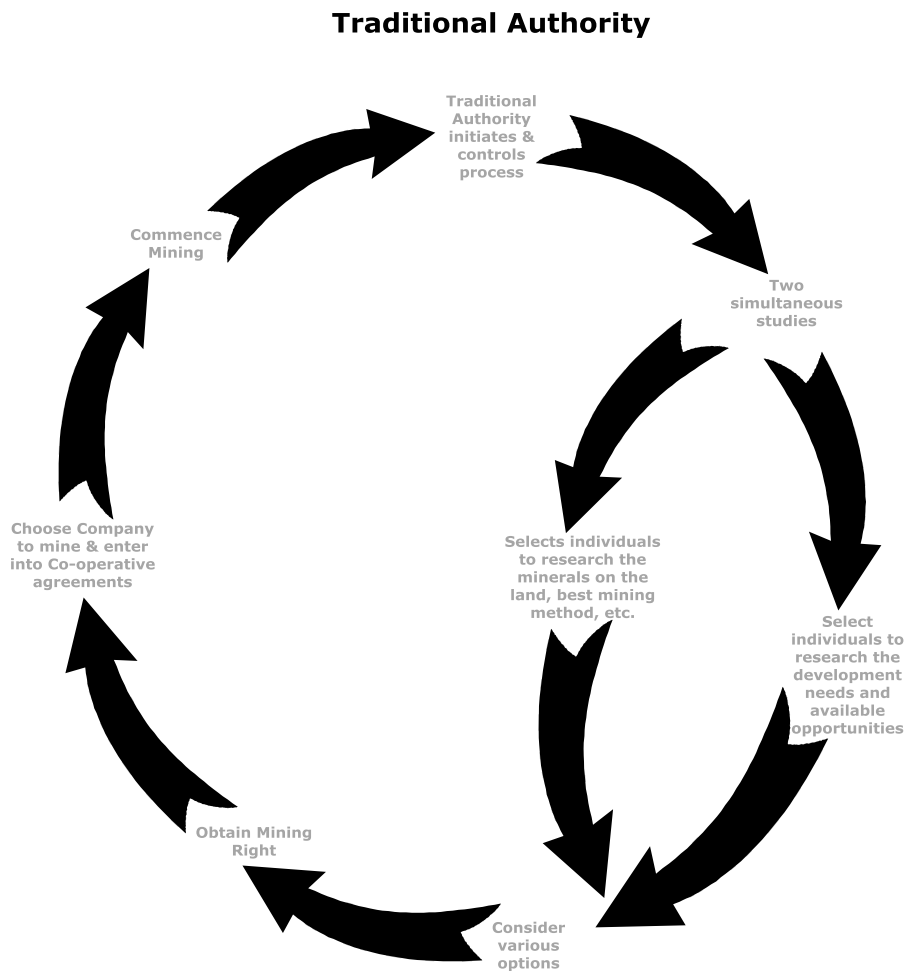 Traditional Authority
Traditional
Authority
initiates &
controls
process
Two
simultaneous
studies
Selects individuals
to research the
minerals on the
land, best mining
method, etc.
Select
individuals to
research the
development
needs and
available
opportunities
Consider
various
options
Obtain Mining
Right
Choose Company
to mine & enter
into Co-operative
agreements
Commence
Mining